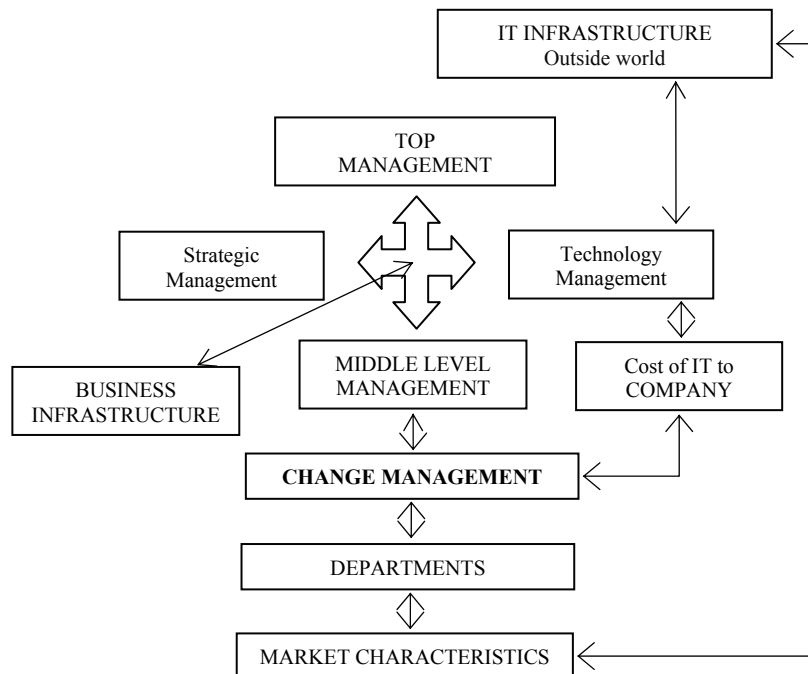 IT INFRASTRUCTURE
Outside world
TOP
MANAGEMENT
Strategic
Management
Technology
Management
MIDDLE LEVEL
MANAGEMENT
Cost of IT to
COMPANY
BUSINESS
INFRASTRUCTURE
CHANGE MANAGEMENT
DEPARTMENTS
MARKET CHARACTERISTICS